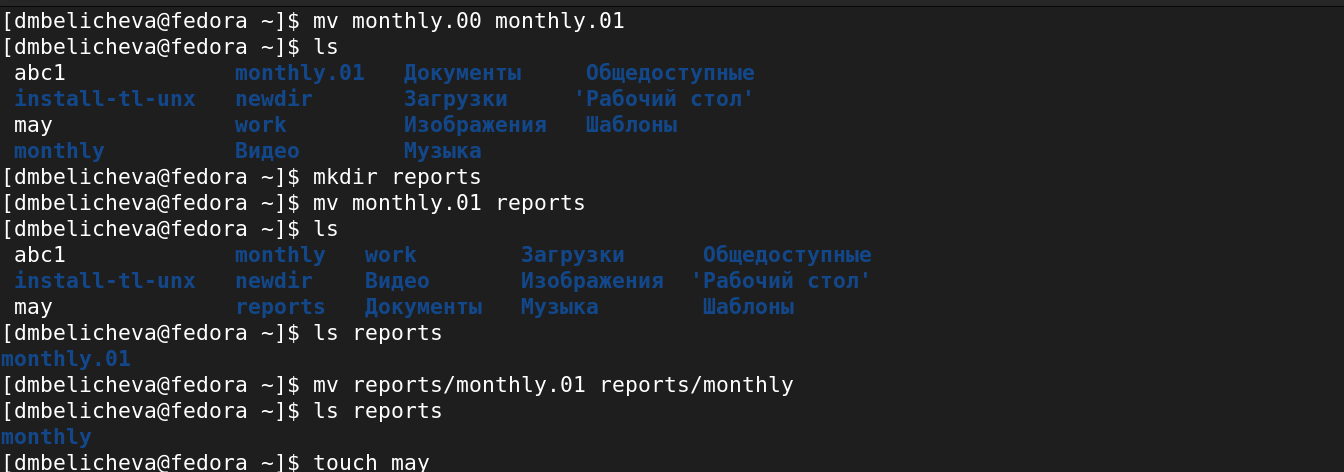 [dmbelicheva@fedora ~]$ mv monthly.00 monthly.01
[dmbelicheva@fedora ~]$ ls
abc1 monthly.01 Документы Общедоступные
install-tl-unx newdir Загрузки 'Рабочий стол'
may work Изображения Шаблоны
monthly Видео Музыка
[dmbelicheva@fedora ~]$ mkdir reports
[dmbelicheva@fedora ~]$ mv monthly.01 reports
[dmbelicheva@fedora ~]$ ls
abc1 monthly work Загрузки Общедоступные
install-tl-unx newdir Видео Изображения 'Рабочий стол'
may reports Документы Музыка Шаблоны
[dmbelicheva@fedora ~]$ ls reports
monthly.01
[dmbelicheva@fedora ~]$ mv reports/monthly.01 reports/monthly
[dmbelicheva@fedora ~]$ ls reports
monthly
[dmbelicheva@fedora ~]$ touch may